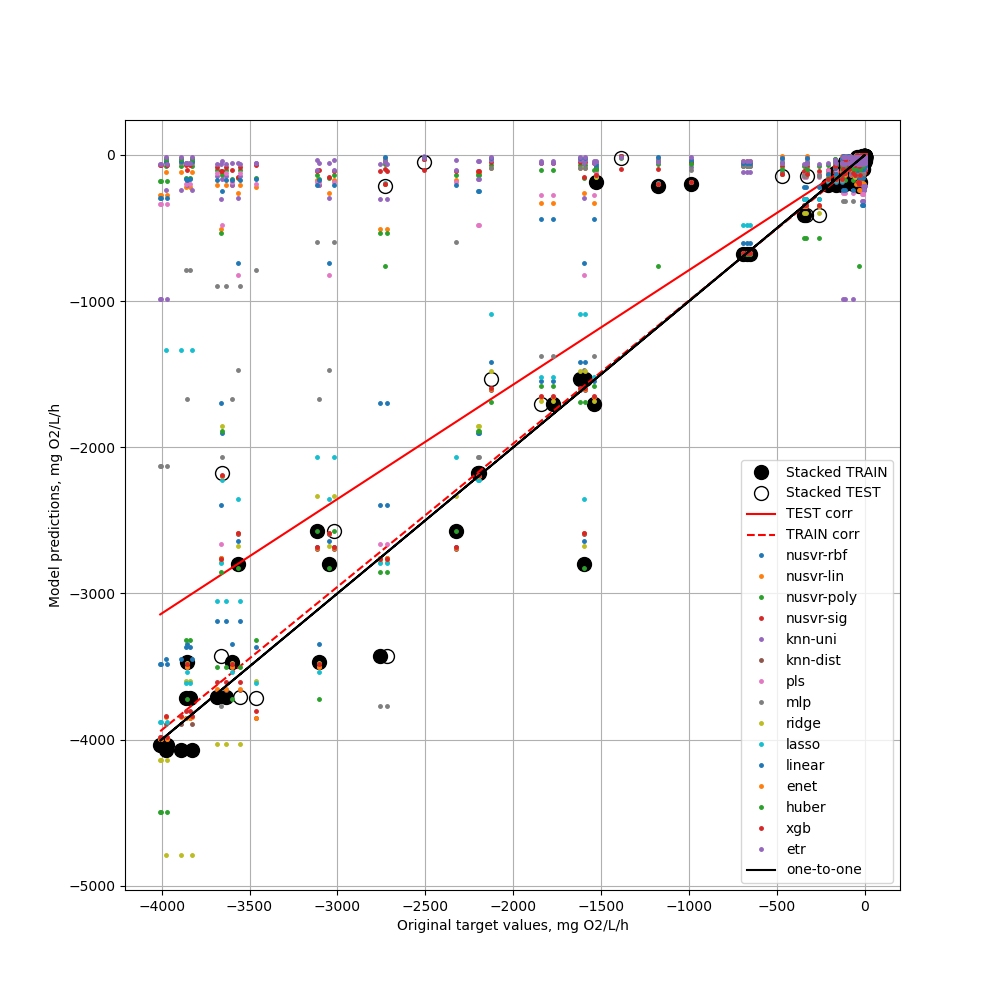 0
−1000
−2000
−3000
−4000
−5000
Model predictions, mg O2/L/h
Stacked TRAIN
Stacked TEST
TEST corr
TRAIN corr
nusvr-rbf
nusvr-lin
nusvr-poly
nusvr-sig
knn-uni
knn-dist
pls
mlp
ridge
lasso
linear
enet
huber
xgb
etr
one-to-one
−4000 −3500 −3000 −2500 −2000 −1500 −1000 −500 0
Original target values, mg O2/L/h